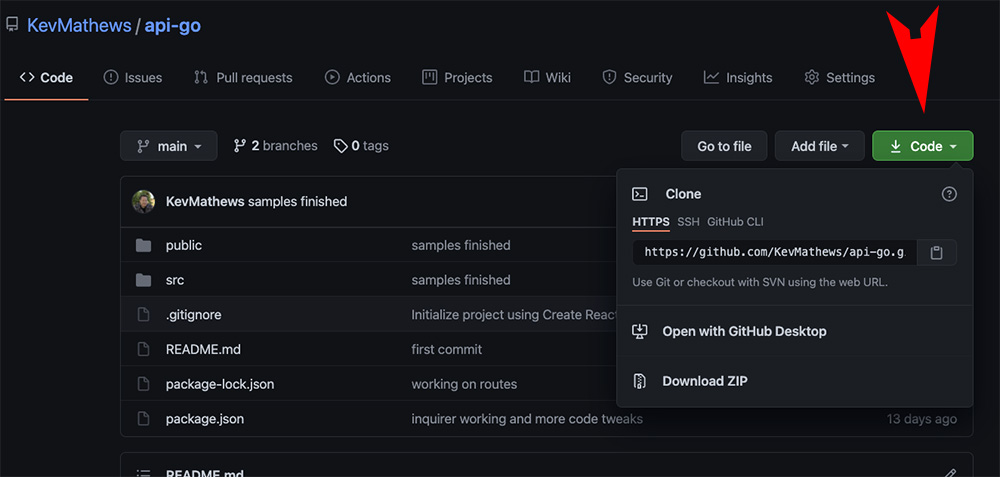 KevMathews / api-go
Code Issues Pull requests Actions Projects Wiki Security Insights Settings
main 2 branches 0 tags Go to file Add file Code
KevMathews samples finished
public samples finished
src samples finished
.gitignore Initialize project using Create React
README.md first commit
package-lock.json working on routes
package.json inquirer working and more code tweaks 13 days ago
README.md
Clone
HTTPS SSH GitHub CLI
https://github.com/KevMathews/api-go.g
Use Git or checkout with SVN using the web URL.
Open with GitHub Desktop
Download ZIP